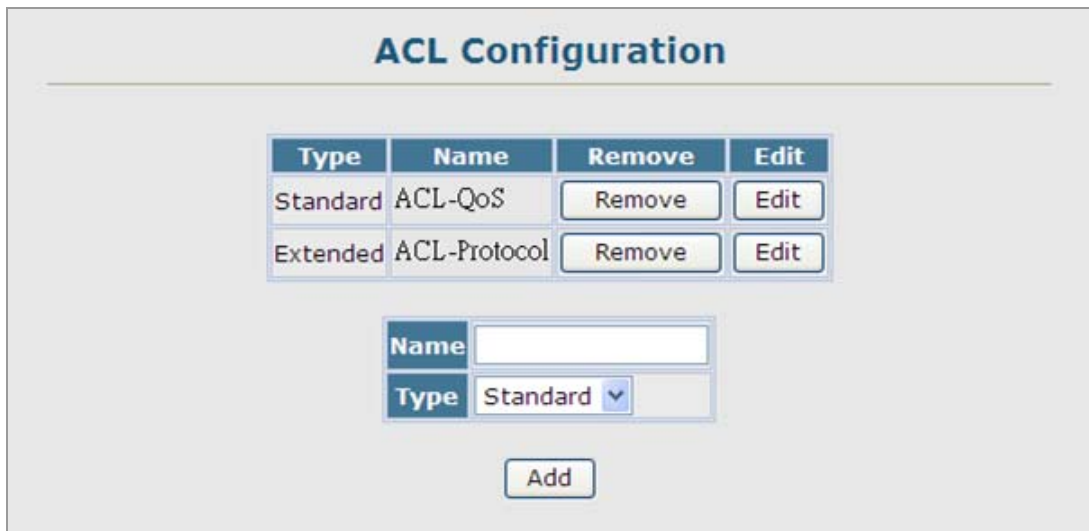 ACL Configuration
Type Name Remove Edit
Standard ACL-QoS Remove Edit
Extended ACL-Protocol Remove Edit
Name
Type Standard
Add